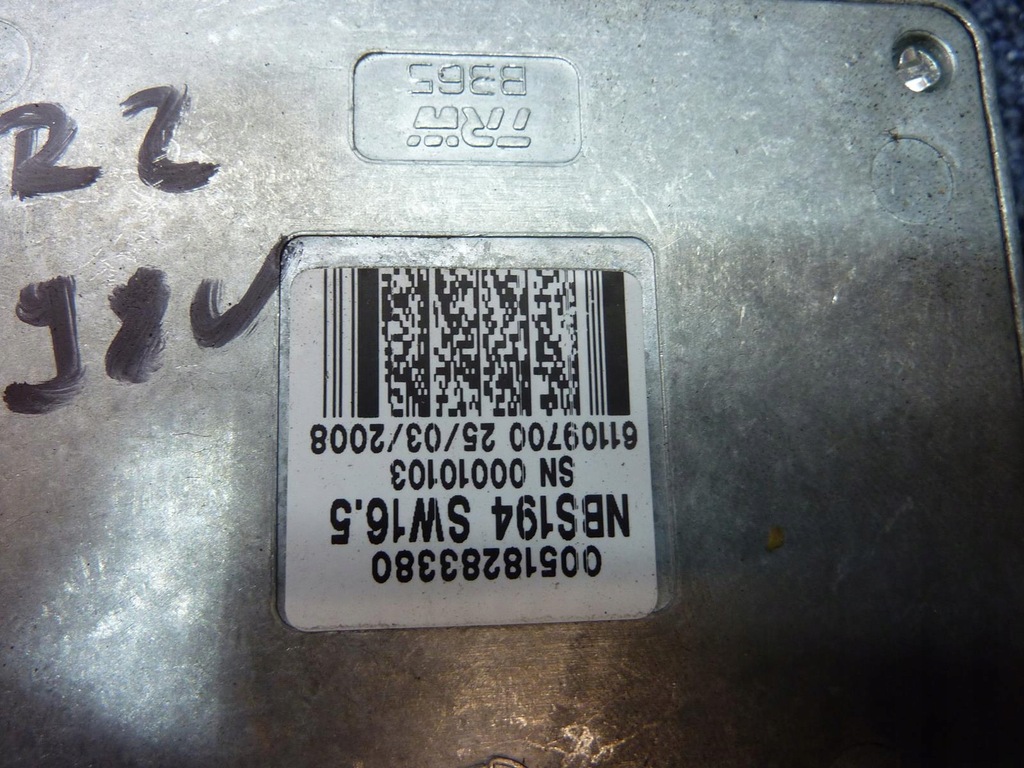 00518283380
NBS194 SW16.5
SN 00010103
61109700 25/03/2008
TRW
B365